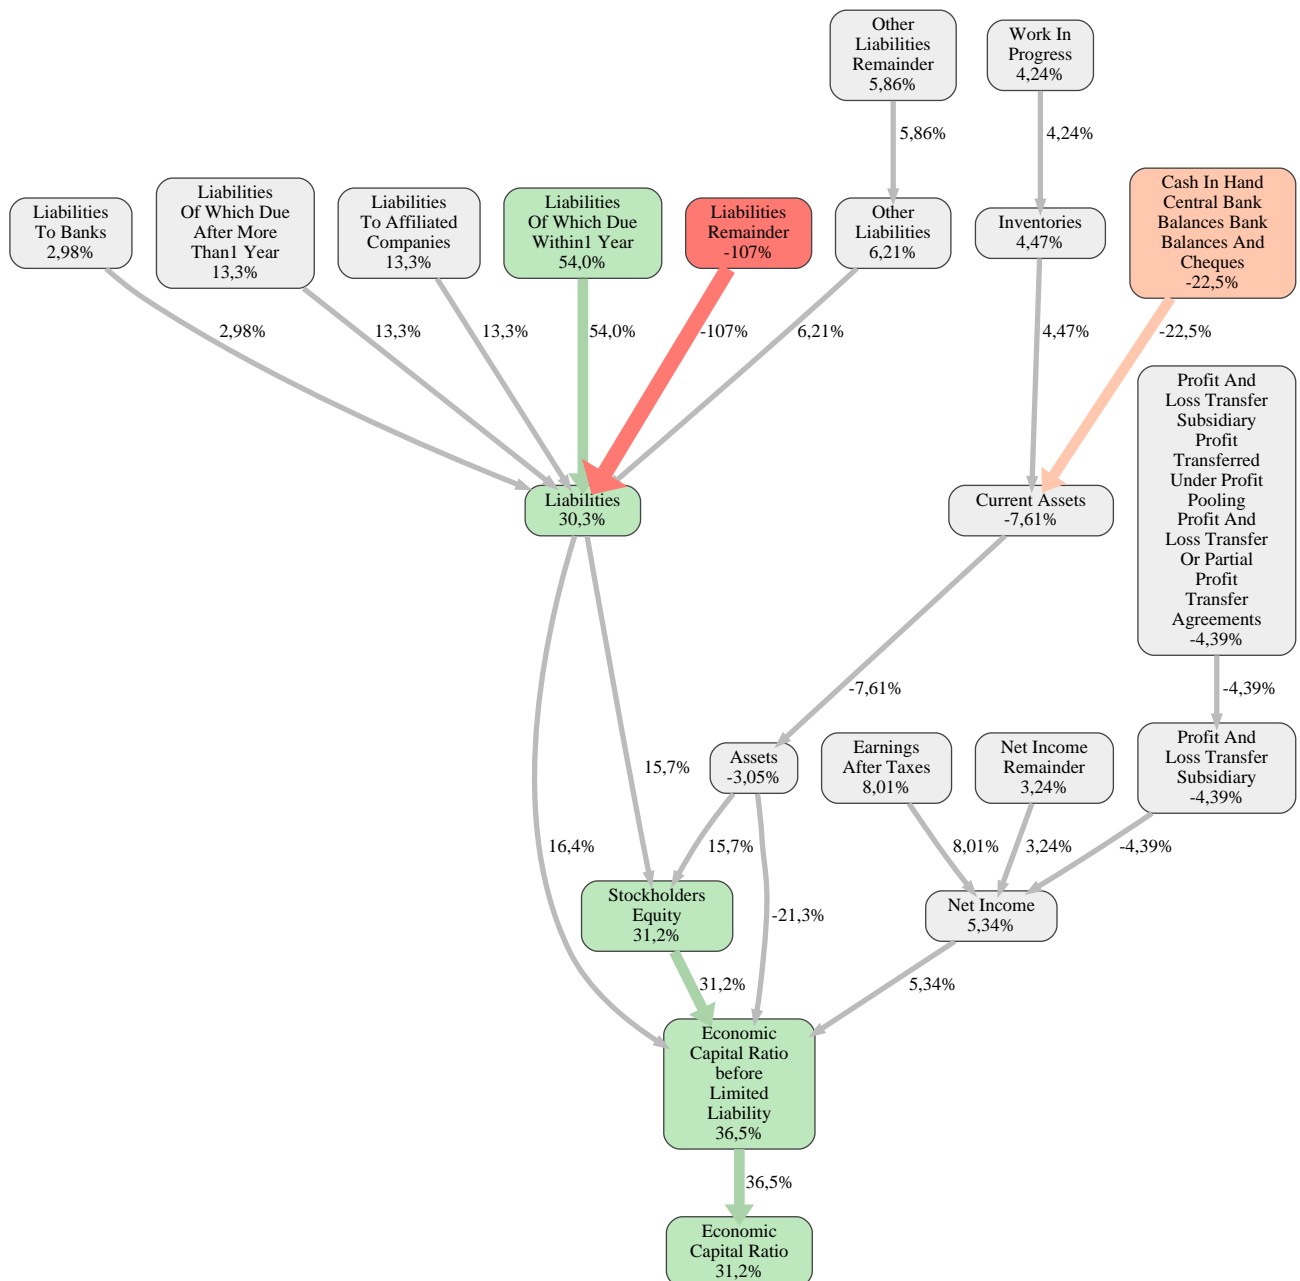 Other
Liabilities
Remainder
5,86%
Work In
Progress
4,24%
5,86%
4,24%
Liabilities
To Banks
2,98%
Liabilities
Of Which Due
After More
Than1 Year
13,3%
Liabilities
To Affiliated
Companies
13,3%
Liabilities
Of Which Due
Within1 Year
54,0%
Liabilities
Remainder
-107%
Other
Liabilities
6,21%
Inventories
4,47%
Cash In Hand
Central Bank
Balances Bank
Balances And
Cheques
-22,5%
2,98%
13,3%
13,3%
54,0%
-107%
6,21%
4,47%
-22,5%
Profit And
Loss Transfer
Subsidiary
Profit
Transferred
Under Profit
Pooling
Profit And
Loss Transfer
Or Partial
Profit
Transfer
Agreements
-4,39%
Liabilities
30,3%
Current Assets
-7,61%
-7,61%
-4,39%
15,7%
Assets
-3,05%
Earnings
After Taxes
8,01%
Net Income
Remainder
3,24%
Profit And
Loss Transfer
Subsidiary
-4,39%
16,4%
15,7%
8,01%
3,24%
-4,39%
Stockholders
Equity
31,2%
-21,3%
Net Income
5,34%
31,2%
5,34%
Economic
Capital Ratio
before
Limited
Liability
36,5%
36,5%
Economic
Capital Ratio
31,2%